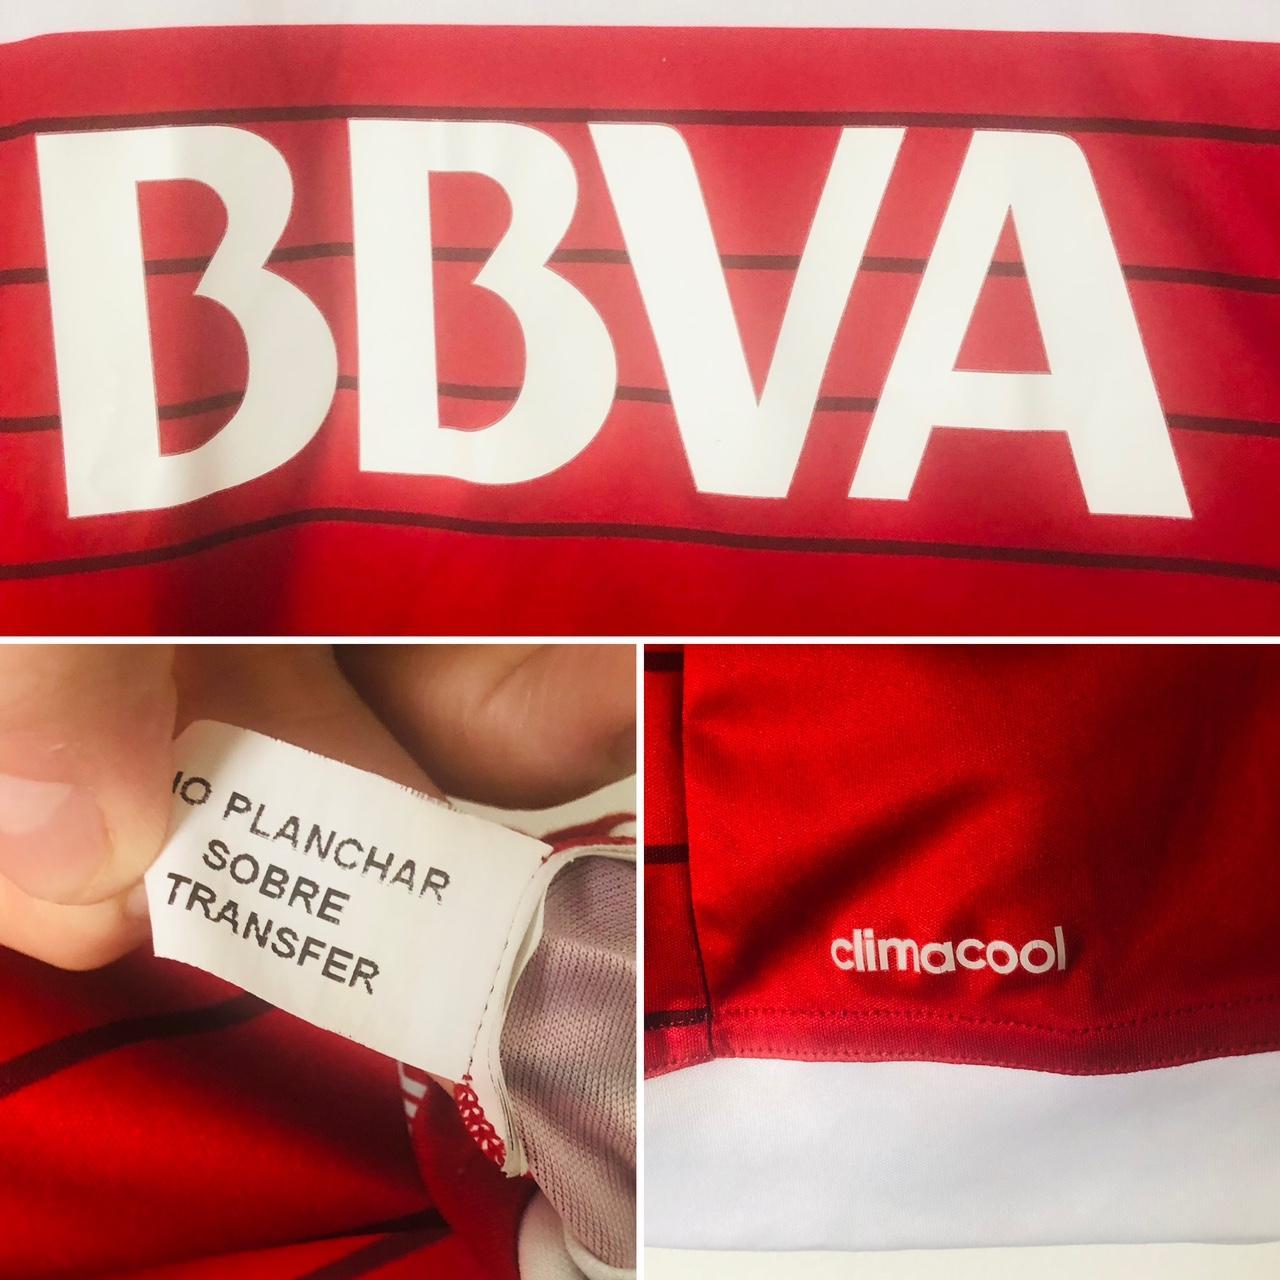 BBVA
IO PLANCHAR
SOBRE
TRANSFER
climacool